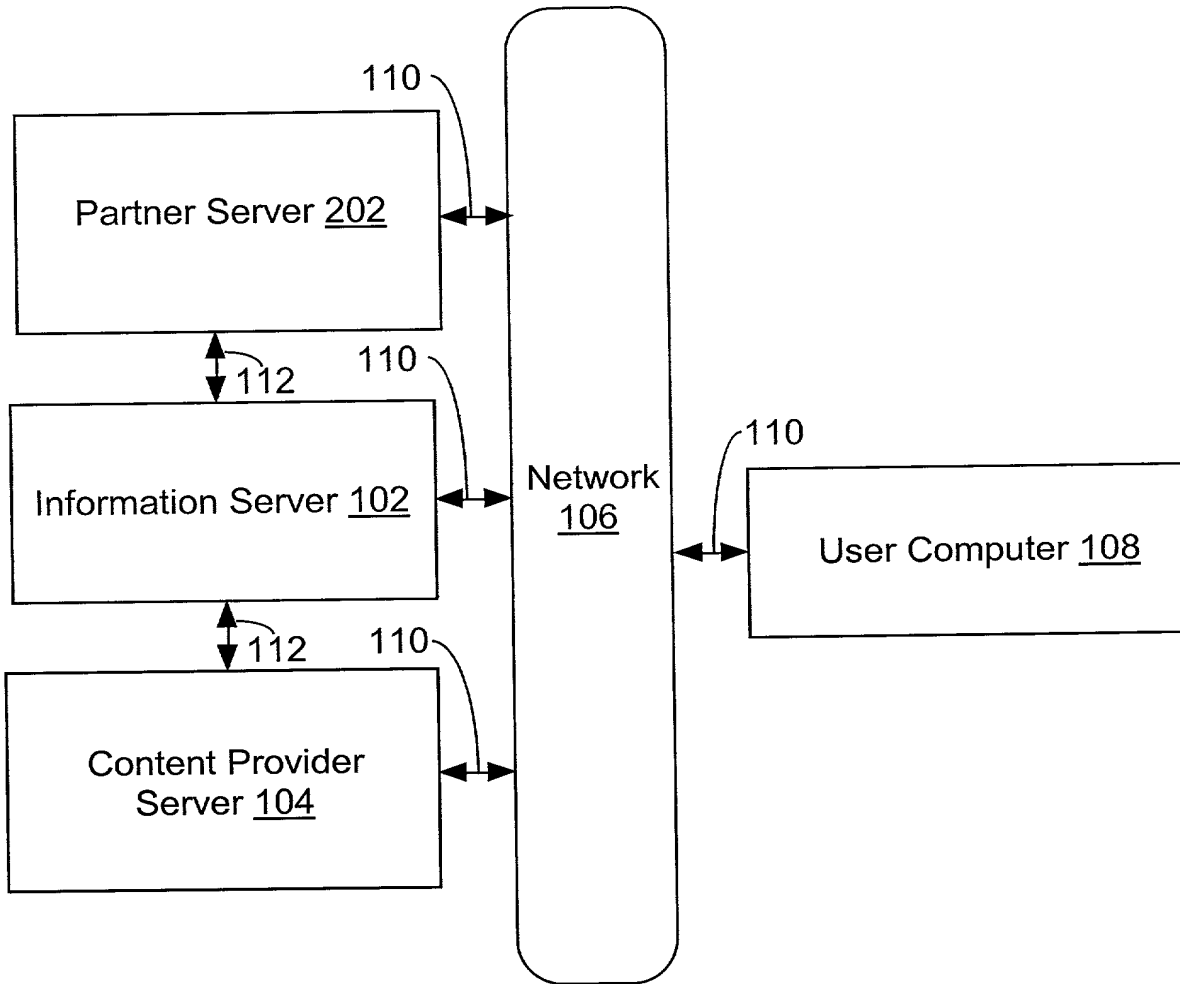 110
Partner Server 202
112
110
Information Server 102
Network
106
110
User Computer 108
112
110
Content Provider
Server 104